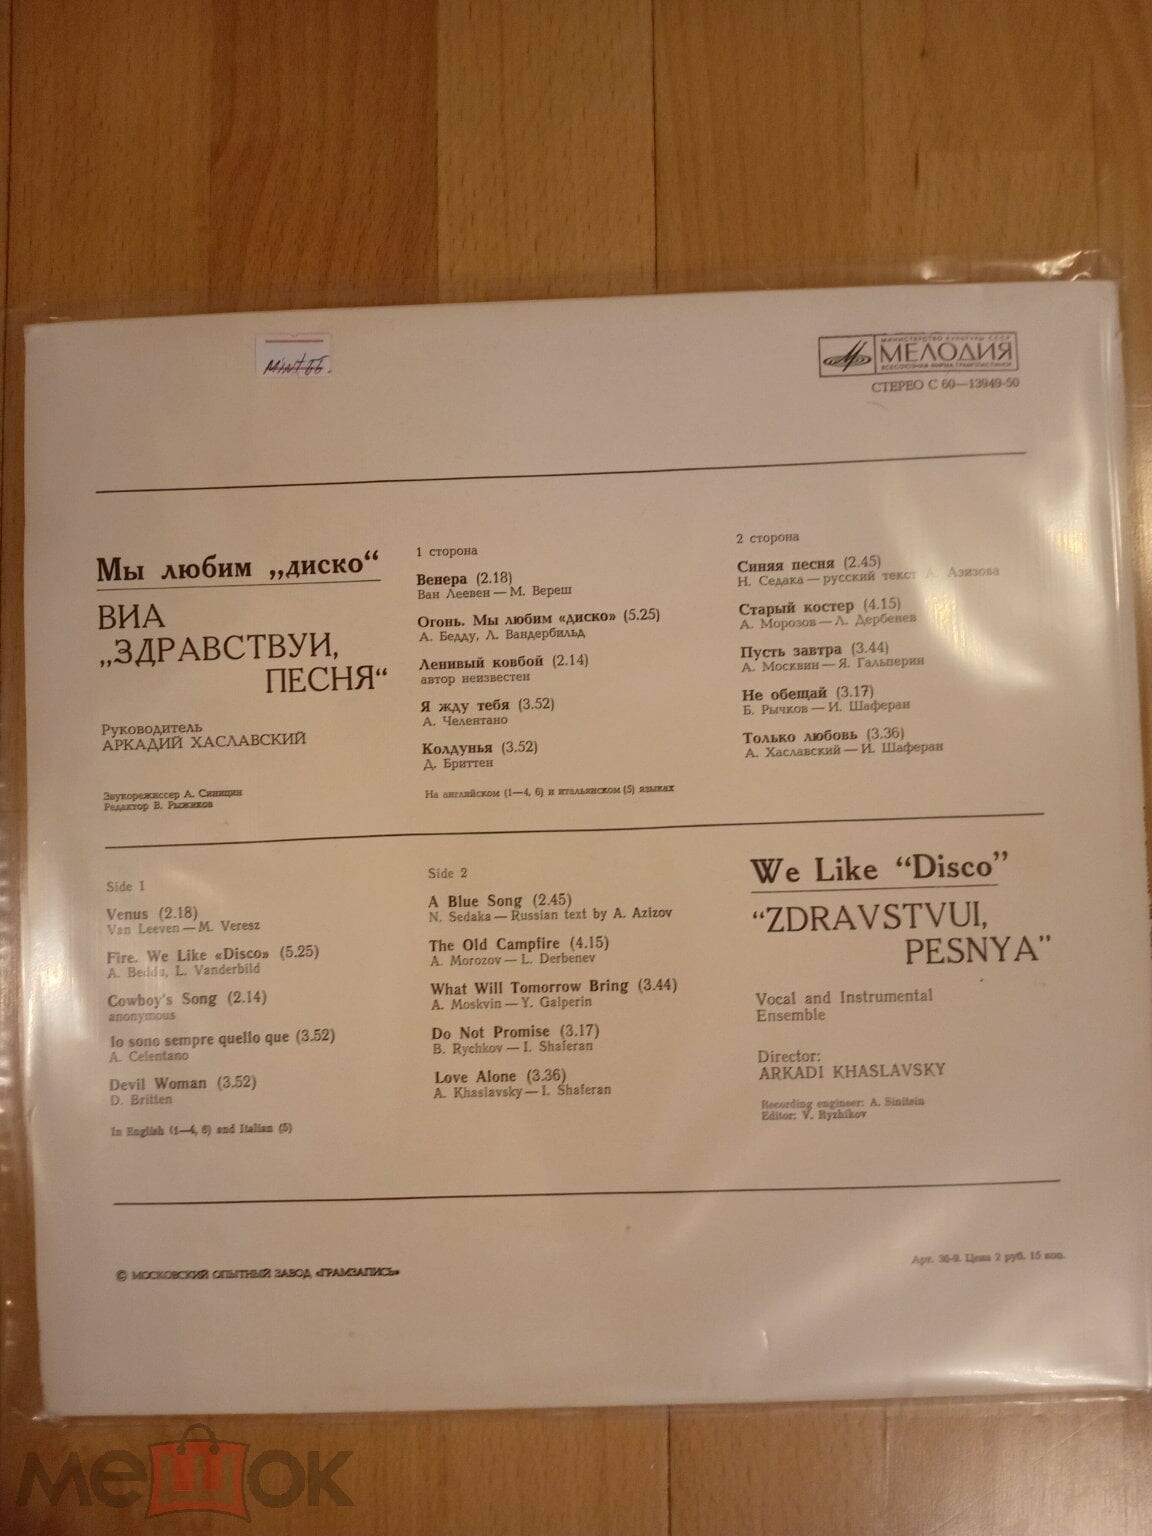 mint бб.
МИНИСТЕРСТВО КУЛЬТУРЫ СССР
МЕЛОДИЯ
ВСЕСОЮЗНАЯ ФИРМА ГРАМПЛАСТИНОК
СТЕРЕО С 60—13949-50
Мы любим „диско“
ВИА
„ЗДРАВСТВУИ,
ПЕСНЯ“
Руководитель
АРКАДИЙ ХАСЛАВСКИЙ
Звукорежиссер А. Синицин
Редактор В. Рыжиков
1 сторона
Венера (2.18)
Ван Леевен — М. Вереш
Огонь. Мы любим «диско» (5.25)
А. Бедду, Л. Вандербильд
Ленивый ковбой (2.14)
автор неизвестен
Я жду тебя (3.52)
А. Челентано
Колдунья (3.52)
Д. Бриттен
На английском (1—4, 6) и итальянском (5) языках
2 сторона
Синяя песня (2.45)
Н. Седака — русский текст А. Азизова
Старый костер (4.15)
А. Морозов — Л. Дербенев
Пусть завтра (3.44)
А. Москвин — Я. Гальперин
Не обещай (3.17)
Б. Рычков — И. Шаферан
Только любовь (3.36)
А. Хаславский — И. Шаферан
Side 1
Venus (2.18)
Van Leeven — M. Veresz
Fire. We Like «Disco» (5.25)
A. Beddu, L. Vanderbild
Cowboy's Song (2.14)
anonymous
Io sono sempre quello que (3.52)
A. Celentano
Devil Woman (3.52)
D. Britten
In English (1—4, 6) and Italian (5)
Side 2
A Blue Song (2.45)
N. Sedaka — Russian text by A. Azizov
The Old Campfire (4.15)
A. Morozov — L. Derbenev
What Will Tomorrow Bring (3.44)
A. Moskvin — Y. Galperin
Do Not Promise (3.17)
B. Rychkov — I. Shaferan
Love Alone (3.36)
A. Khaslavsky — I. Shaferan
We Like “Disco”
“ZDRAVSTVUI,
PESNYA”
Vocal and Instrumental
Ensemble
Director:
ARKADI KHASLAVSKY
Recording engineer: A. Sinitsin
Editor: V. Ryzhikov
© МОСКОВСКИЙ ОПЫТНЫЙ ЗАВОД «ГРАМЗАПИСЬ»
Арт. 36-9. Цена 2 руб. 15 коп.
мешок